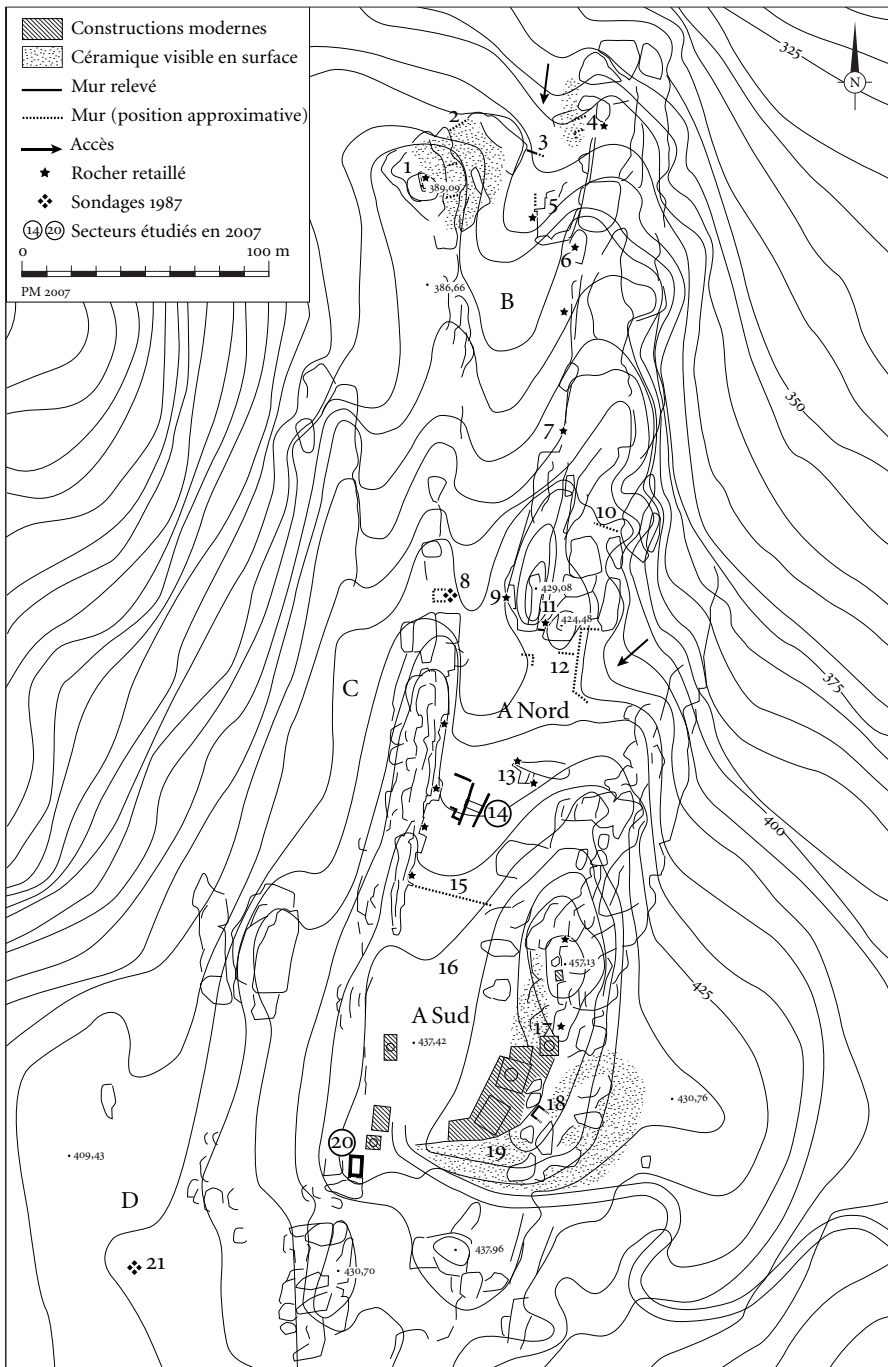 Constructions modernes
Céramique visible en surface
Mur relevé
Mur (position approximative)
Accès
Rocher retaillé
Sondages 1987
14 20 Secteurs étudiés en 2007
0 100 m
PM 2007
N
325
2
4
3
1
389,09
5
6
386,66
B
350
7
10
8
9
429,08
11
424,48
12
375
C
A Nord
13
14
400
15
16
457,13
425
A Sud
17
437,42
18
430,76
20
19
409,43
D
437,96
21
430,70